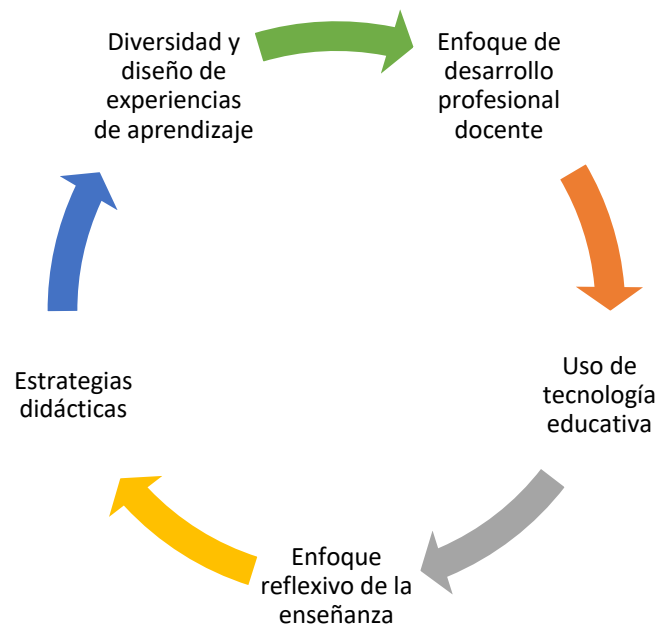 Diversidad y
diseño de
experiencias
de aprendizaje
Enfoque de
desarrollo
profesional
docente
Uso de
tecnología
educativa
Enfoque
reflexivo de la
enseñanza
Estrategias
didácticas